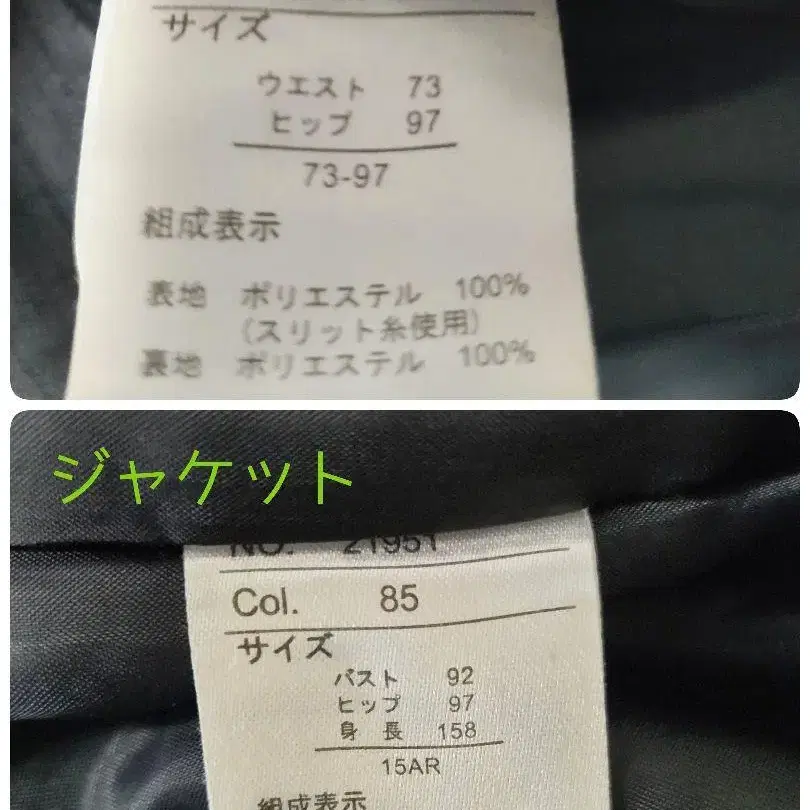 サイズ
ウエスト 73
ヒップ 97
73-97
組成表示
表地 ポリエステル 100%
(スリット糸使用)
裏地 ポリエステル 100%
ジャケット
NO. 21951
Col. 85
サイズ
バスト 92
ヒップ 97
身長 158
15AR
組成表示